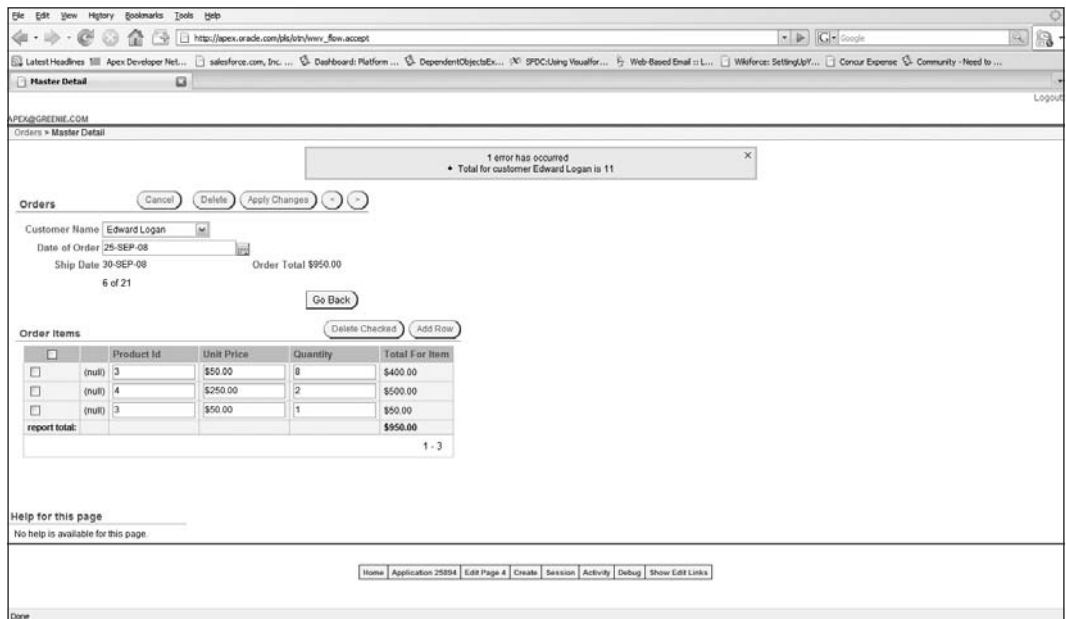 File Edit View History Bookmarks Tools Help
http://apex.oracle.com/pls/otn/wwv_flow.accept
Google
Latest Headlines Apex Developer Net... salesforce.com, Inc. ... Dashboard: Platform ... DependentObjectsEx... SFDC:Using Visualfor... Web-Based Email :: L... Wikiforce: SettingUpY... Concur Expense Community - Need to ...
Master Detail
Logout
APEX@GREENIE.COM
Orders > Master Detail
1 error has occurred
• Total for customer Edward Logan is 11
Orders Cancel Delete Apply Changes < >
Customer Name Edward Logan
Date of Order 25-SEP-08
Ship Date 30-SEP-08 Order Total $950.00
6 of 21
Go Back
Order Items Delete Checked Add Row
Product Id Unit Price Quantity Total For Item
(null) 3 $50.00 8 $400.00
(null) 4 $250.00 2 $500.00
(null) 3 $50.00 1 $50.00
report total: $950.00
1 - 3
Help for this page
No help is available for this page.
Home Application 25894 Edit Page 4 Create Session Activity Debug Show Edit Links
Done